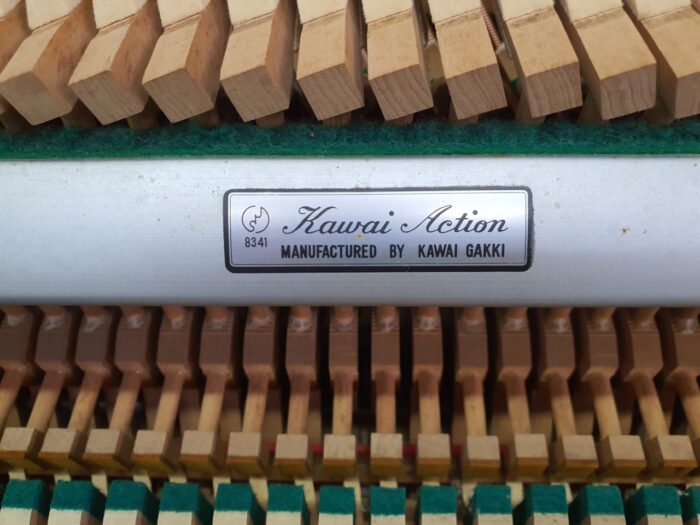 Kawai Action
8341
MANUFACTURED BY KAWAI GAKKI